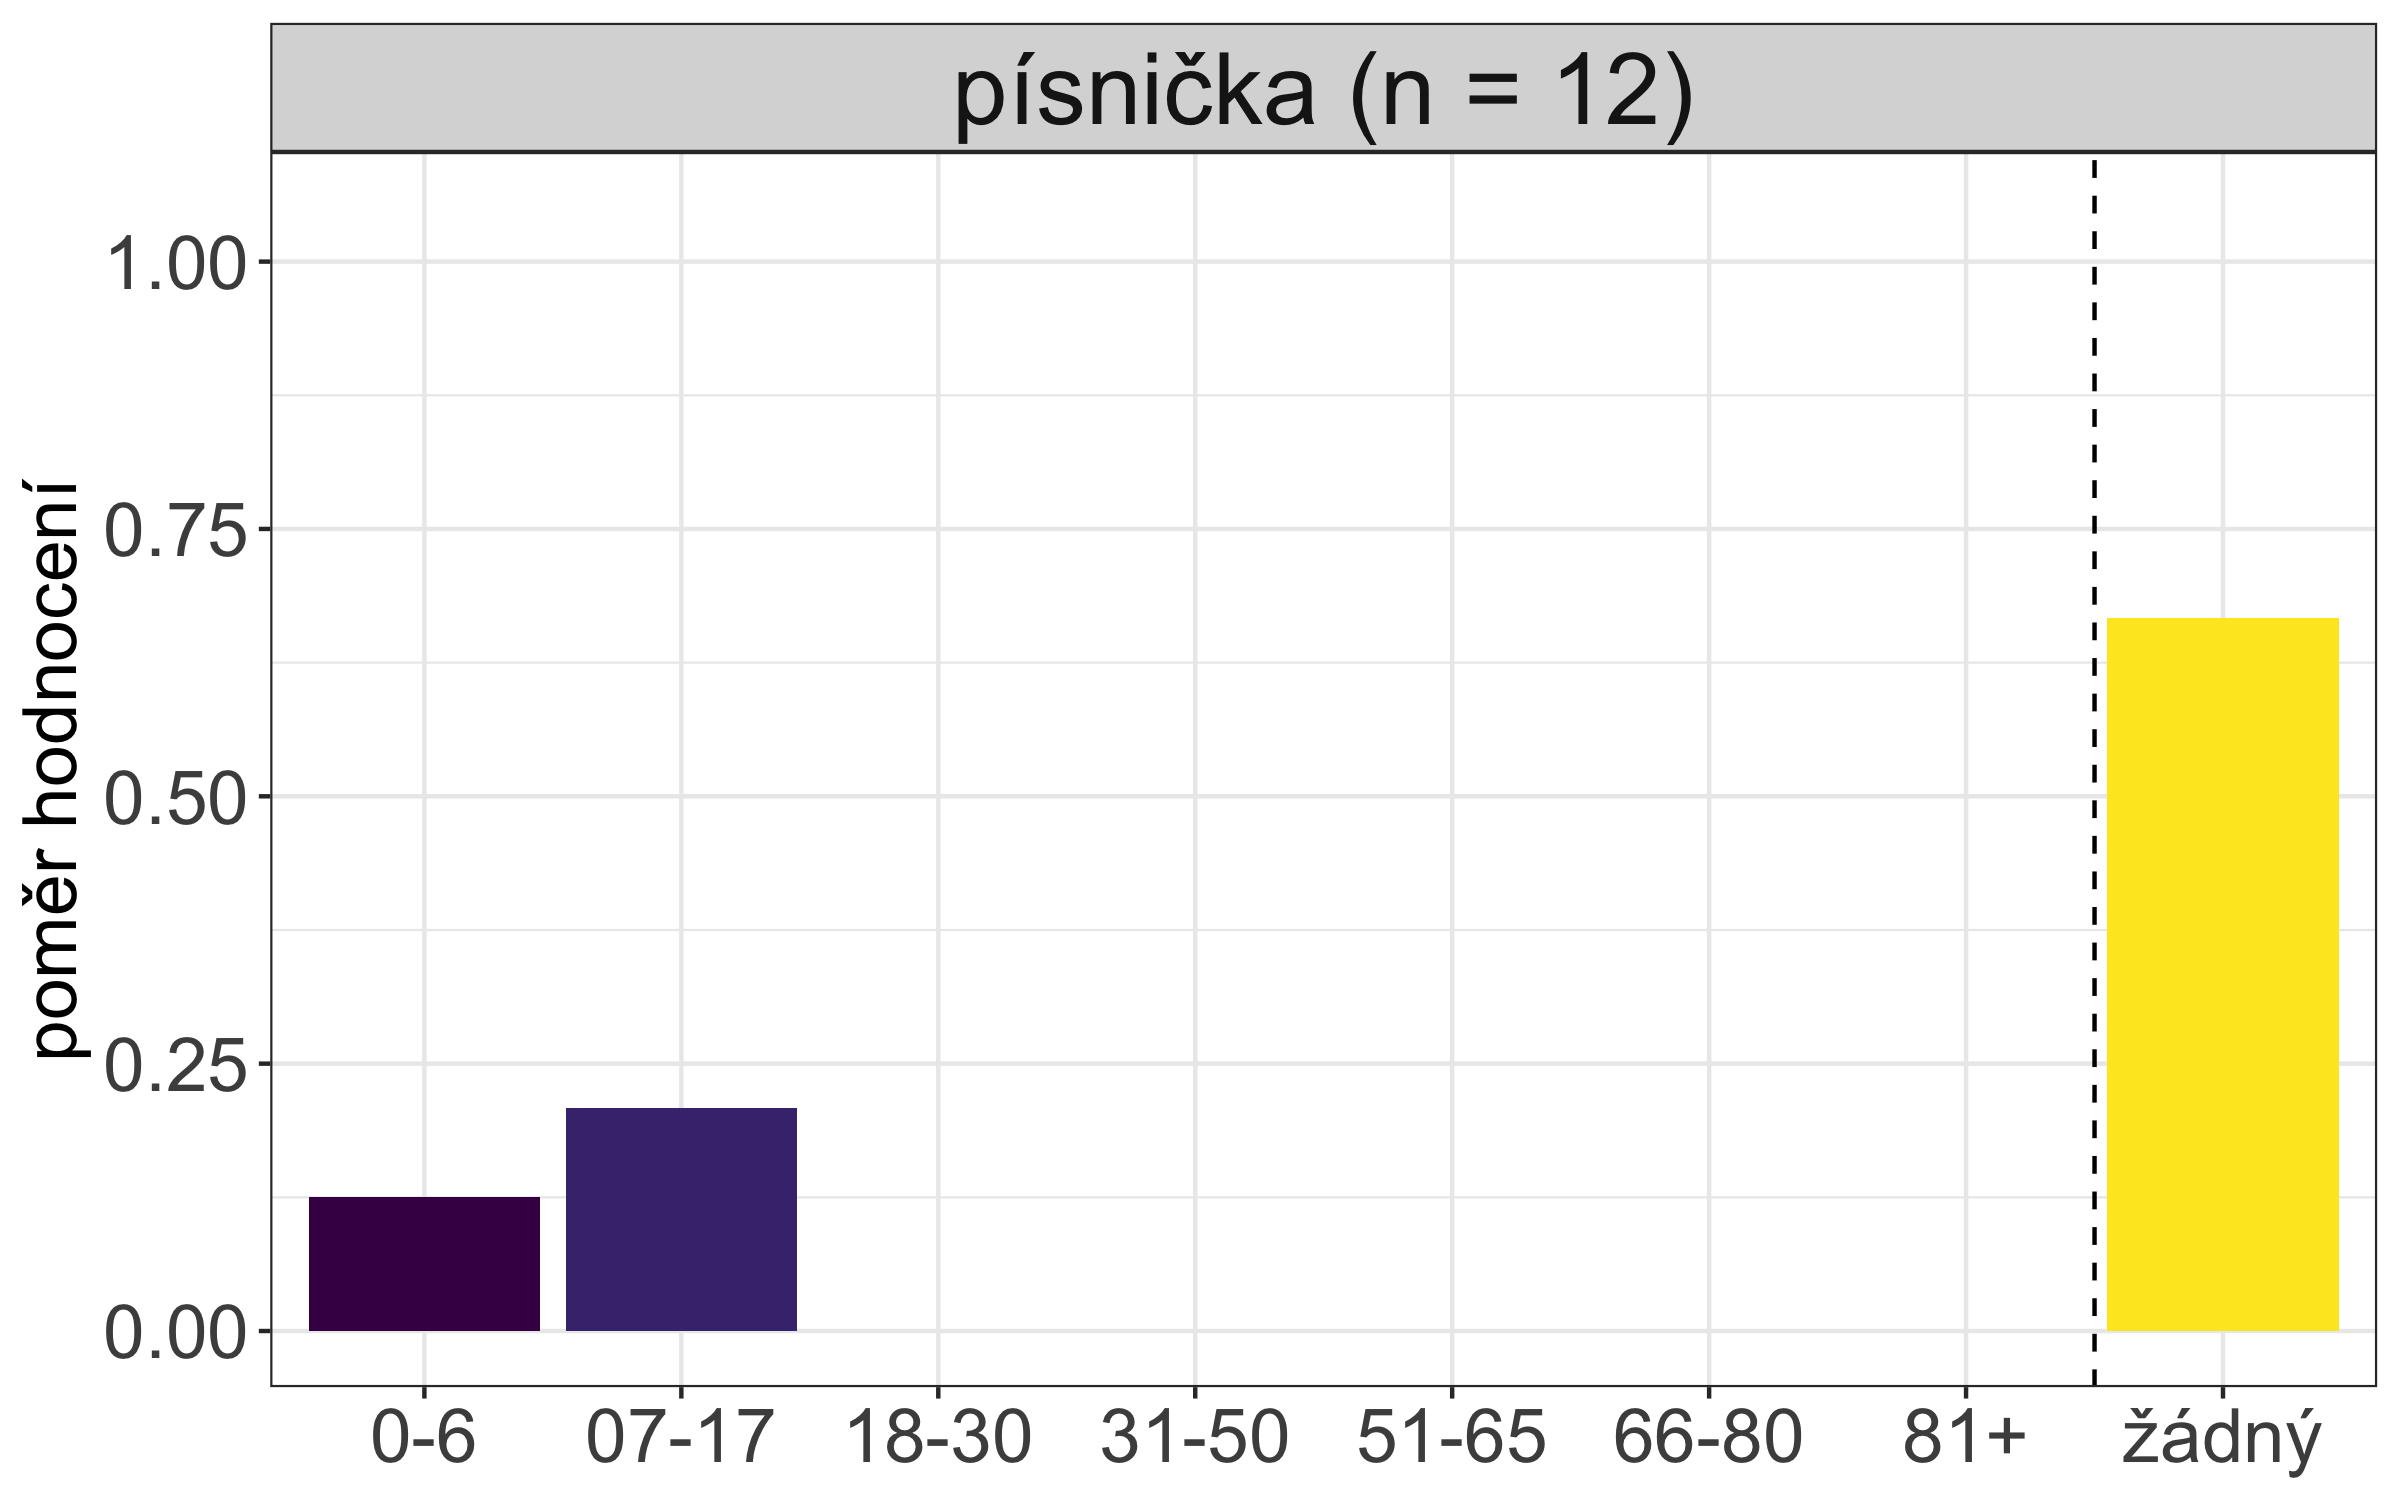 písnička (n = 12)
poměr hodnocení
1.00
0.75
0.50
0.25
0.00
0-6 07-17 18-30 31-50 51-65 66-80 81+ žádný